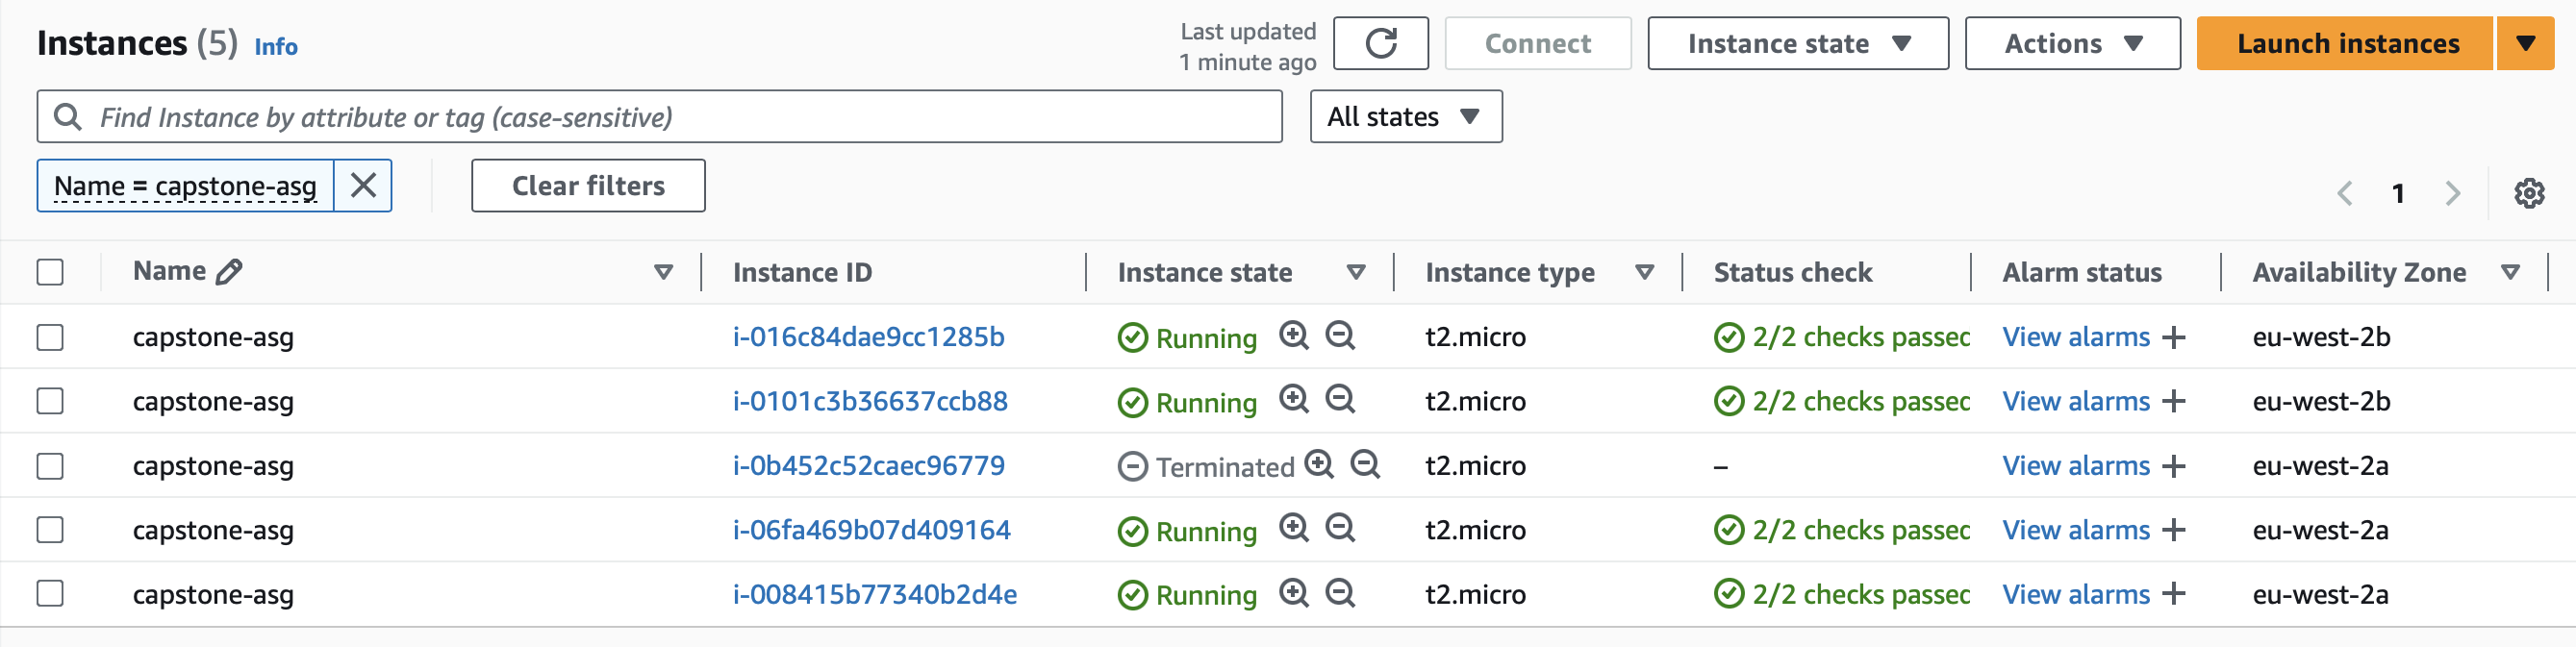 Instances (5) Info
Last updated
1 minute ago
Connect
Instance state
Actions
Launch instances
Find Instance by attribute or tag (case-sensitive)
All states
Name = capstone-asg
Clear filters
1
Name Instance ID Instance state Instance type Status check Alarm status Availability Zone
capstone-asg i-016c84dae9cc1285b Running t2.micro 2/2 checks passed View alarms + eu-west-2b
capstone-asg i-0101c3b36637ccb88 Running t2.micro 2/2 checks passed View alarms + eu-west-2b
capstone-asg i-0b452c52caec96779 Terminated t2.micro – View alarms + eu-west-2a
capstone-asg i-06fa469b07d409164 Running t2.micro 2/2 checks passed View alarms + eu-west-2a
capstone-asg i-008415b77340b2d4e Running t2.micro 2/2 checks passed View alarms + eu-west-2a